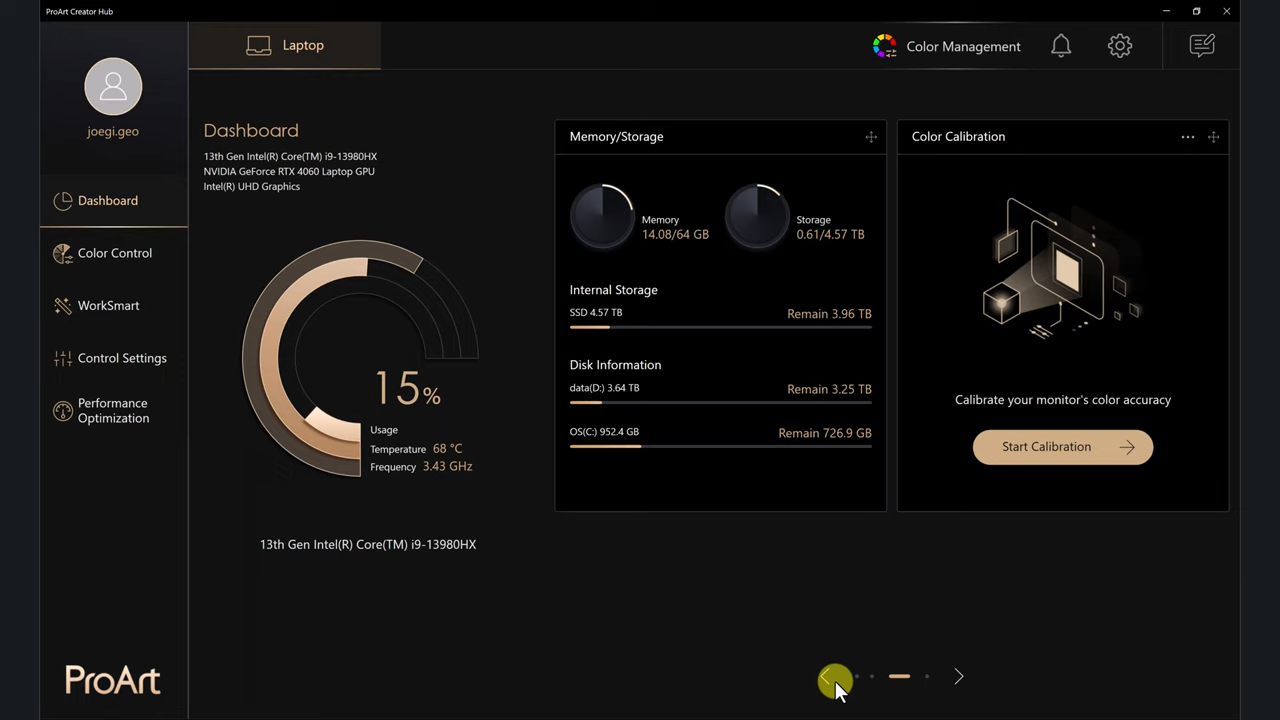 ProArt Creator Hub
joegi.geo
Dashboard
Color Control
WorkSmart
Control Settings
Performance
Optimization
ProArt
Laptop
Color Management
Dashboard
13th Gen Intel(R) Core(TM) i9-13980HX
NVIDIA GeForce RTX 4060 Laptop GPU
Intel(R) UHD Graphics
15%
Usage
Temperature 68 °C
Frequency 3.43 GHz
13th Gen Intel(R) Core(TM) i9-13980HX
Memory/Storage
Memory
14.08/64 GB
Storage
0.61/4.57 TB
Internal Storage
SSD 4.57 TB Remain 3.96 TB
Disk Information
data(D:) 3.64 TB Remain 3.25 TB
OS(C:) 952.4 GB Remain 726.9 GB
Color Calibration
Calibrate your monitor's color accuracy
Start Calibration